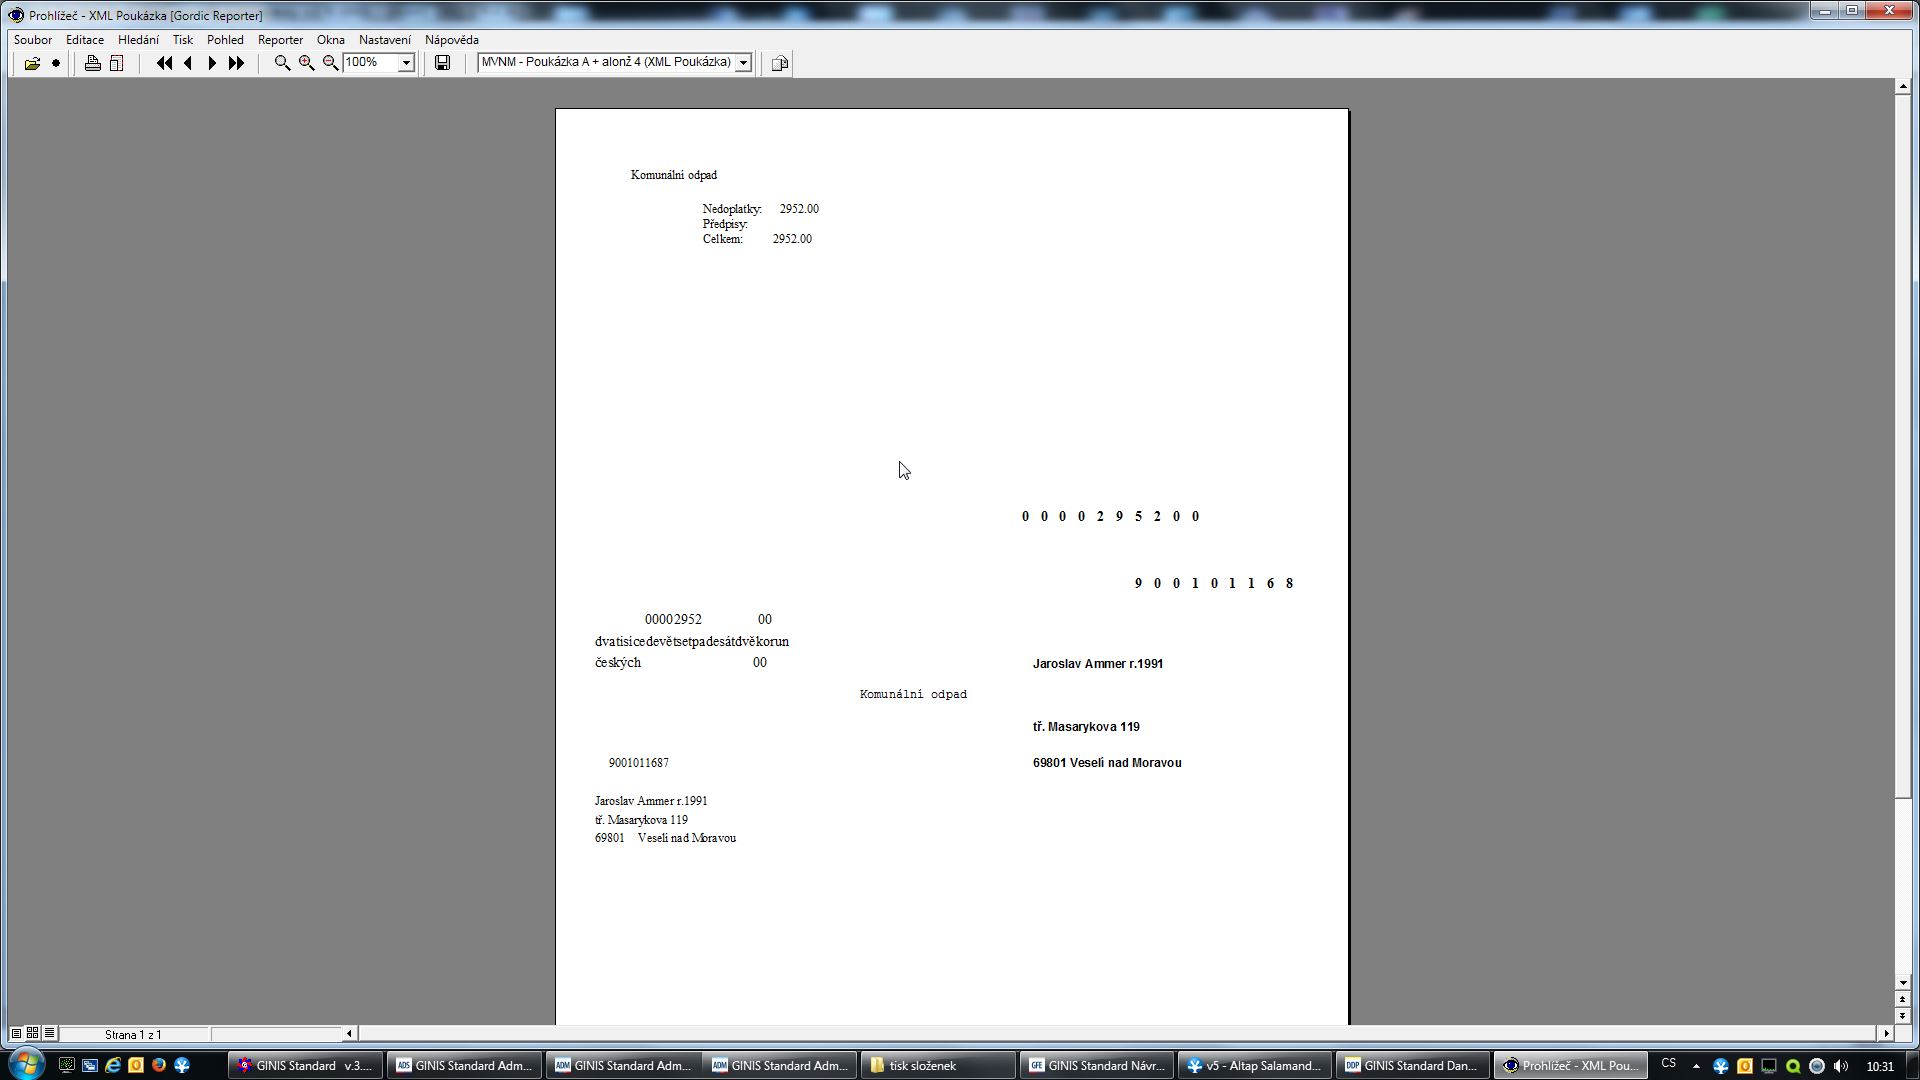 Prohlížeč - XML Poukázka [Gordic Reporter]
Soubor Editace Hledání Tisk Pohled Reporter Okna Nastavení Nápověda
100% MVNM - Poukázka A + alonž 4 (XML Poukázka)
Komunální odpad
Nedoplatky: 2952.00
Předpisy:
Celkem: 2952.00
0 0 0 0 2 9 5 2 0 0
9 0 0 1 0 1 1 6 8
00002952 00
dvatisícedevětsetpadesátdvěkorun
českých 00
Jaroslav Ammer r.1991
Komunální odpad
tř. Masarykova 119
9001011687
69801 Veselí nad Moravou
Jaroslav Ammer r.1991
tř. Masarykova 119
69801 Veselí nad Moravou
Strana 1 z 1
GINIS Standard v.3.... GINIS Standard Adm... GINIS Standard Adm... GINIS Standard Adm... tisk složenek GINIS Standard Návr... v5 - Altap Salamand... GINIS Standard Dan... Prohlížeč - XML Pou... CS 10:31